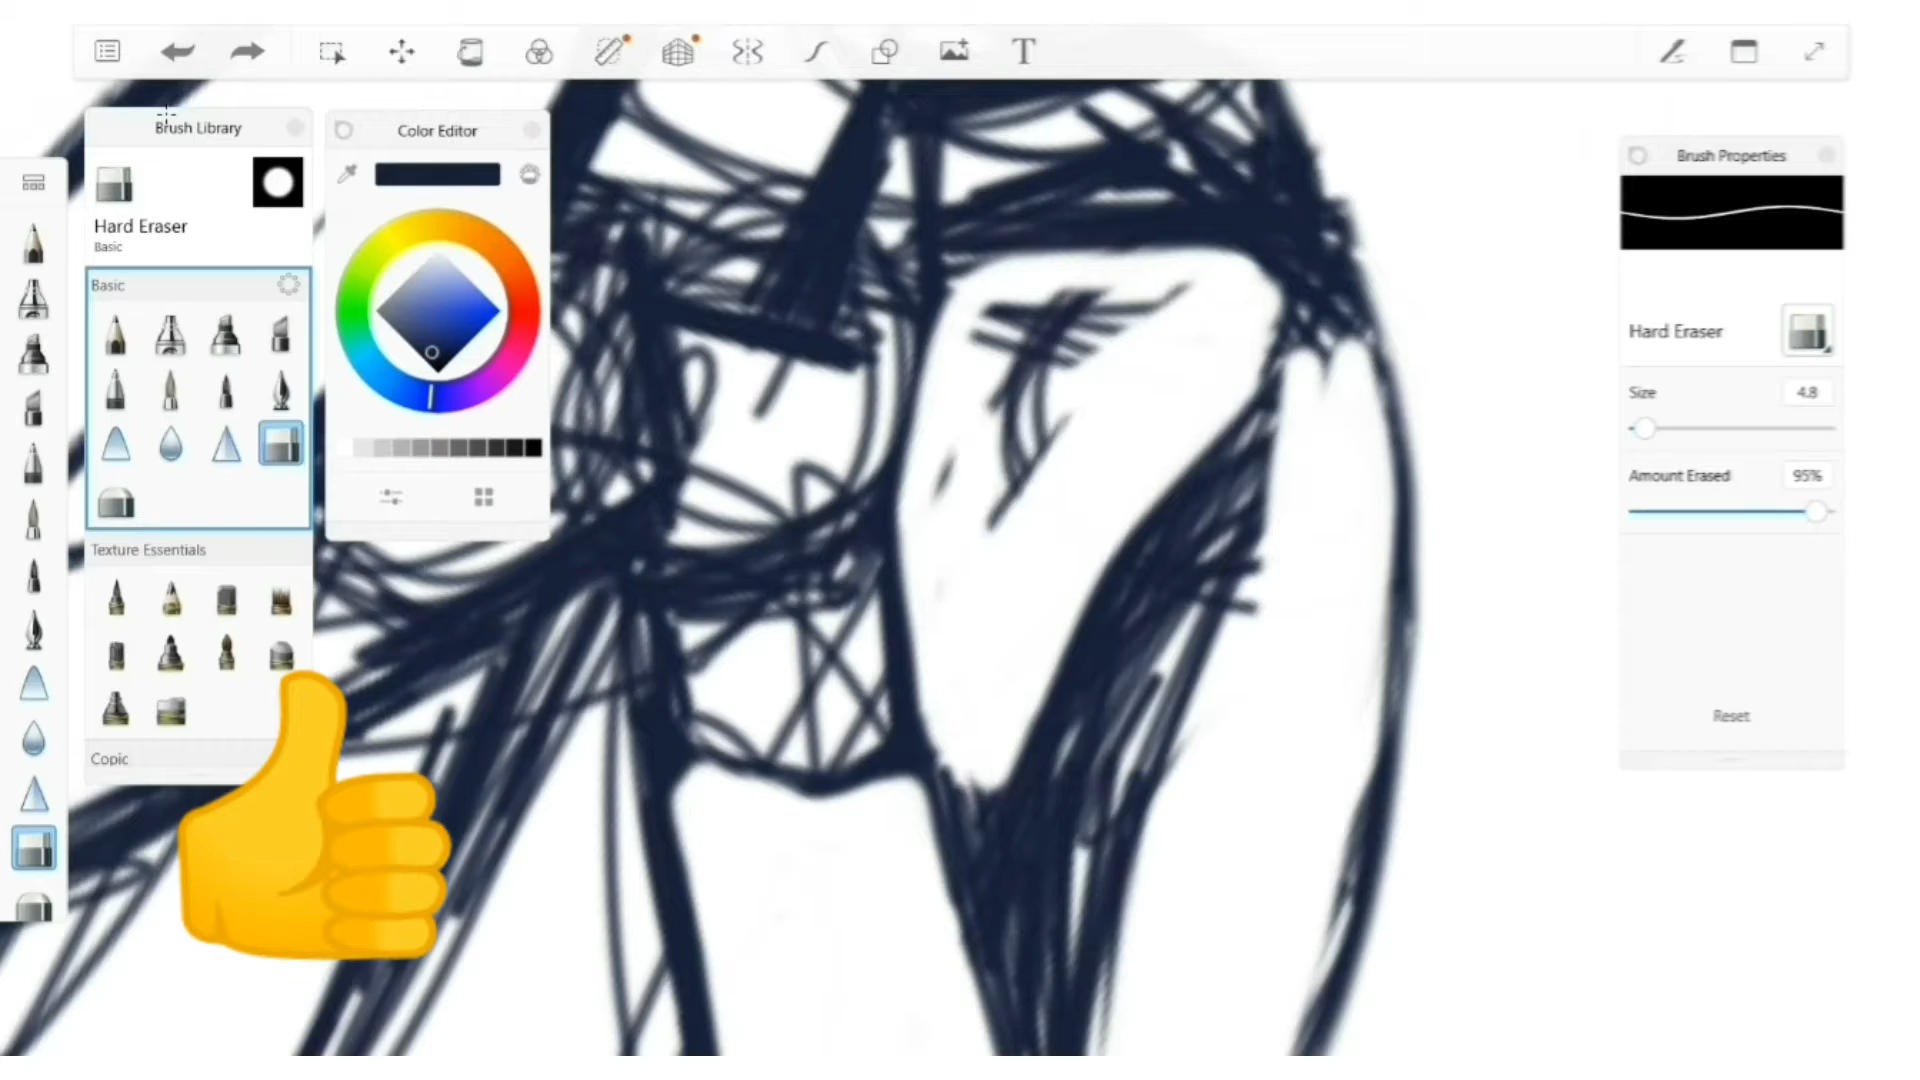 T
Brush Library
Hard Eraser
Basic
Basic
Texture Essentials
Copic
Color Editor
Brush Properties
Hard Eraser
Size 4.8
Amount Erased 95%
Reset